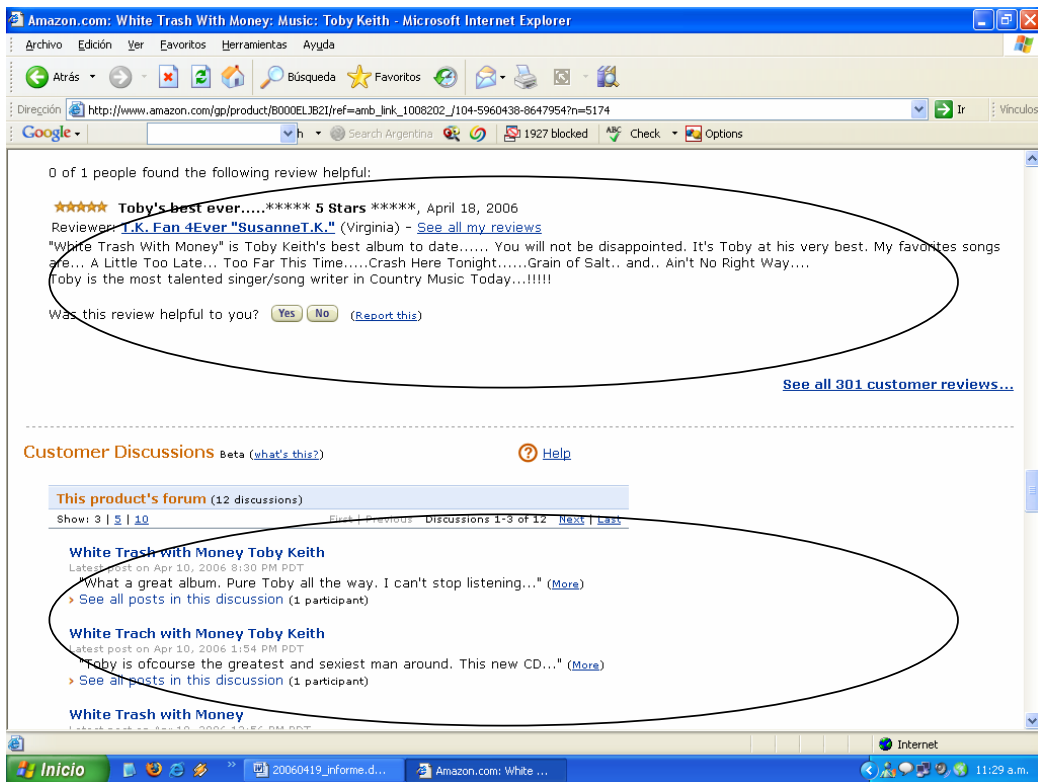 Amazon.com: White Trash With Money: Music: Toby Keith - Microsoft Internet Explorer
Archivo Edición Ver Favoritos Herramientas Ayuda
Atrás Búsqueda Favoritos
Dirección http://www.amazon.com/gp/product/B000ELJB2I/ref=amb_link_1008202_/104-5960438-8647954?n=5174 Ir Vínculos
Google h Search Argentina 1927 blocked ABC Check Options
0 of 1 people found the following review helpful:
Toby's best ever.....***** 5 Stars *****, April 18, 2006
Reviewer: T.K. Fan 4Ever "SusanneT.K." (Virginia) - See all my reviews
"White Trash With Money" is Toby Keith's best album to date...... You will not be disappointed. It's Toby at his very best. My favorites songs
are... A Little Too Late... Too Far This Time.....Crash Here Tonight......Grain of Salt.. and.. Ain't No Right Way....
Toby is the most talented singer/song writer in Country Music Today...!!!!!
Was this review helpful to you? Yes No (Report this)
See all 301 customer reviews...
Customer Discussions Beta (what's this?) ? Help
This product's forum (12 discussions)
Show: 3 | 5 | 10 First | Previous Discussions 1-3 of 12 Next | Last
White Trash with Money Toby Keith
Latest post on Apr 10, 2006 8:30 PM PDT
"What a great album. Pure Toby all the way. I can't stop listening..." (More)
› See all posts in this discussion (1 participant)
White Trach with Money Toby Keith
Latest post on Apr 10, 2006 1:54 PM PDT
"Toby is ofcourse the greatest and sexiest man around. This new CD..." (More)
› See all posts in this discussion (1 participant)
White Trash with Money
Latest post on Apr 10, 2006 12:56 PM PDT
Internet
Inicio 20060419_informe.d... Amazon.com: White ... 11:29 a.m.